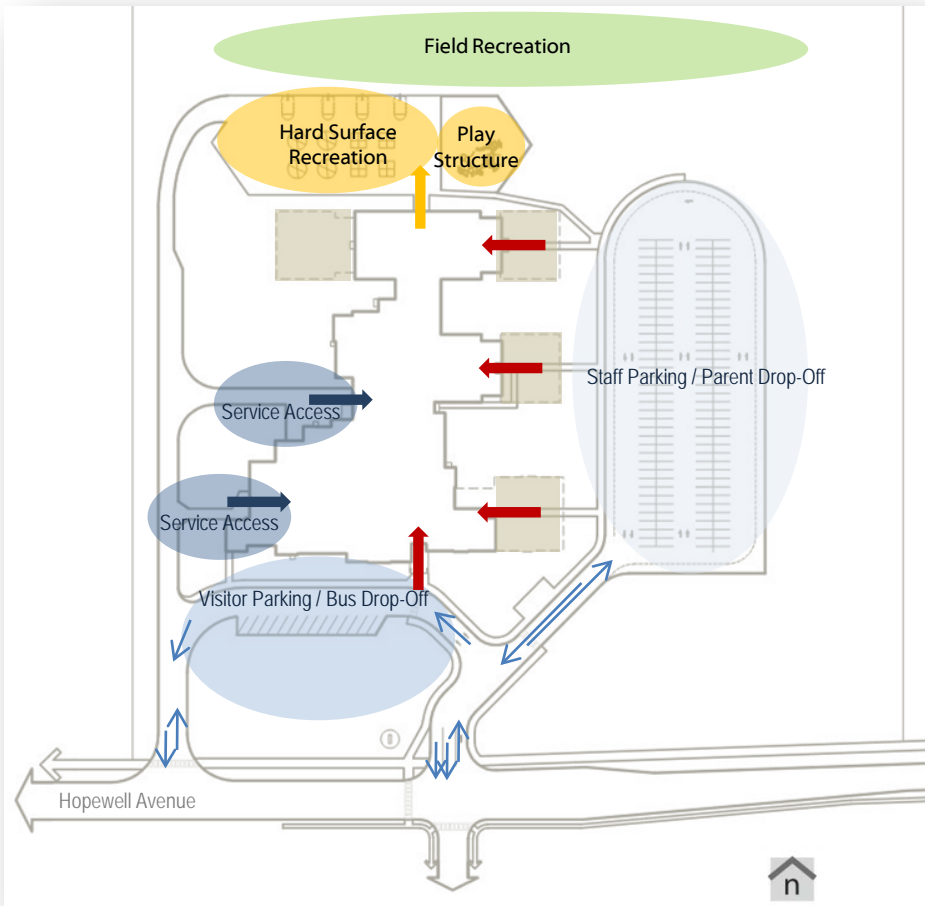 Field Recreation
Hard Surface
Recreation
Play
Structure
Staff Parking / Parent Drop-Off
Service Access
Service Access
Visitor Parking / Bus Drop-Off
Hopewell Avenue
n